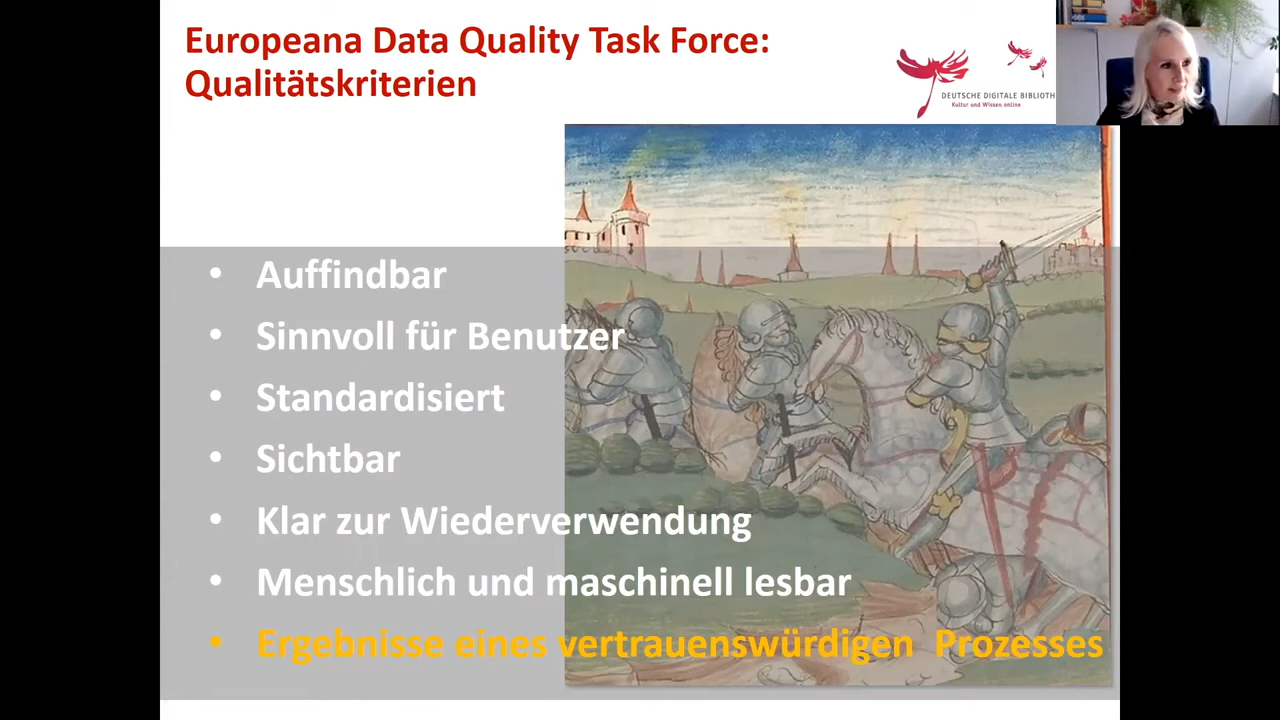 Europeana Data Quality Task Force:
Qualitätskriterien
DEUTSCHE DIGITALE BIBLIOTH
Kultur und Wissen online
• Auffindbar
• Sinnvoll für Benutzer
• Standardisiert
• Sichtbar
• Klar zur Wiederverwendung
• Menschlich und maschinell lesbar
• Ergebnisse eines vertrauenswürdigen Prozesses